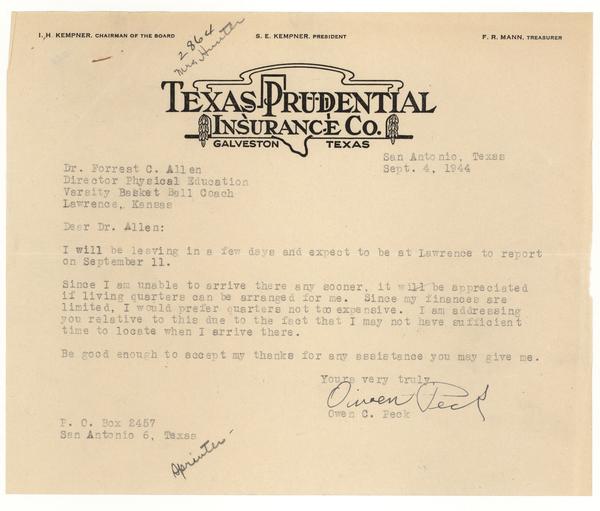 I. H. KEMPNER, CHAIRMAN OF THE BOARD
S. E. KEMPNER, PRESIDENT
F. R. MANN, TREASURER
2864
Mrs Hunter
TEXAS PRUDENTIAL
INSURANCE CO.
GALVESTON TEXAS
San Antonio, Texas
Sept. 4, 1944
Dr. Forrest C. Allen
Director Physical Education
Varsity Basket Ball Coach
Lawrence, Kansas
Dear Dr. Allen:
I will be leaving in a few days and expect to be at Lawrence to report
on September 11.
Since I am unable to arrive there any sooner, it will be appreciated
if living quarters can be arranged for me. Since my finances are
limited, I would prefer quarters not too expensive. I am addressing
you relative to this due to the fact that I may not have sufficient
time to locate when I arrive there.
Be good enough to accept my thanks for any assistance you may give me.
Yours very truly,
Owen Peck
Owen C. Peck
P. O. Box 2457
San Antonio 6, Texas
Sprinter